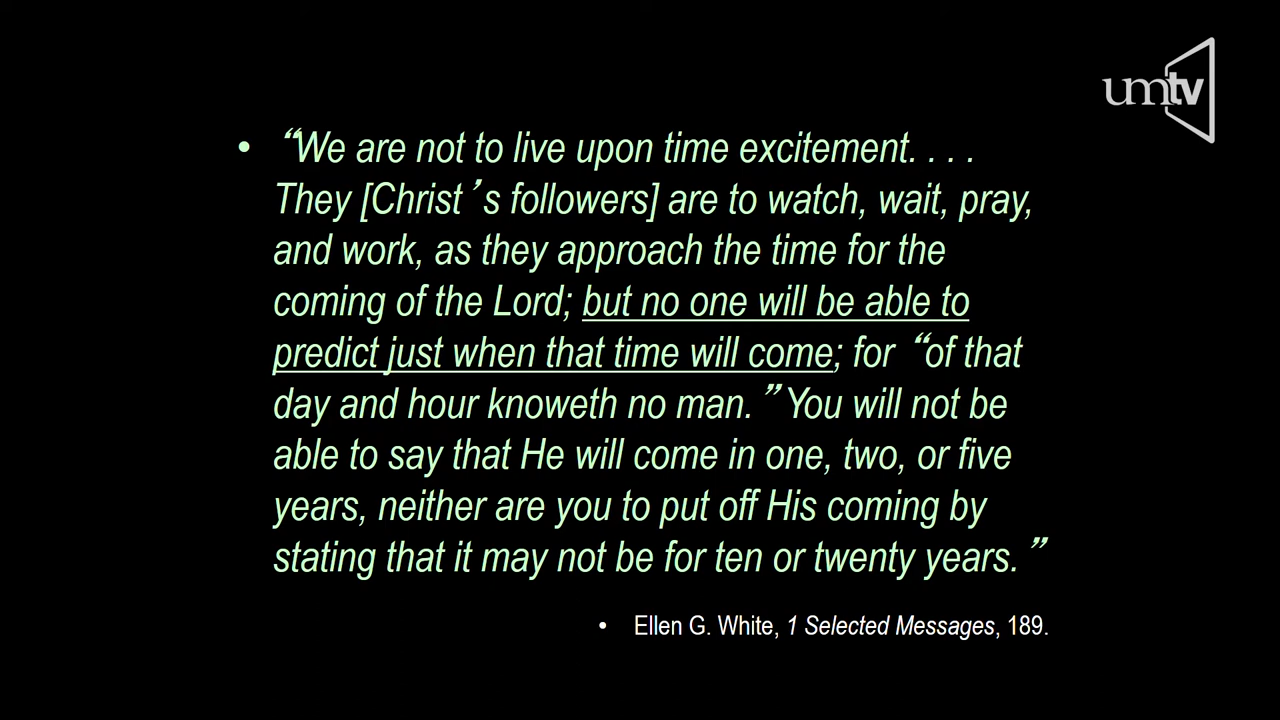 umtv
• “We are not to live upon time excitement. . . .
They [Christ’s followers] are to watch, wait, pray,
and work, as they approach the time for the
coming of the Lord; but no one will be able to
predict just when that time will come; for “of that
day and hour knoweth no man.” You will not be
able to say that He will come in one, two, or five
years, neither are you to put off His coming by
stating that it may not be for ten or twenty years.”
• Ellen G. White, 1 Selected Messages, 189.